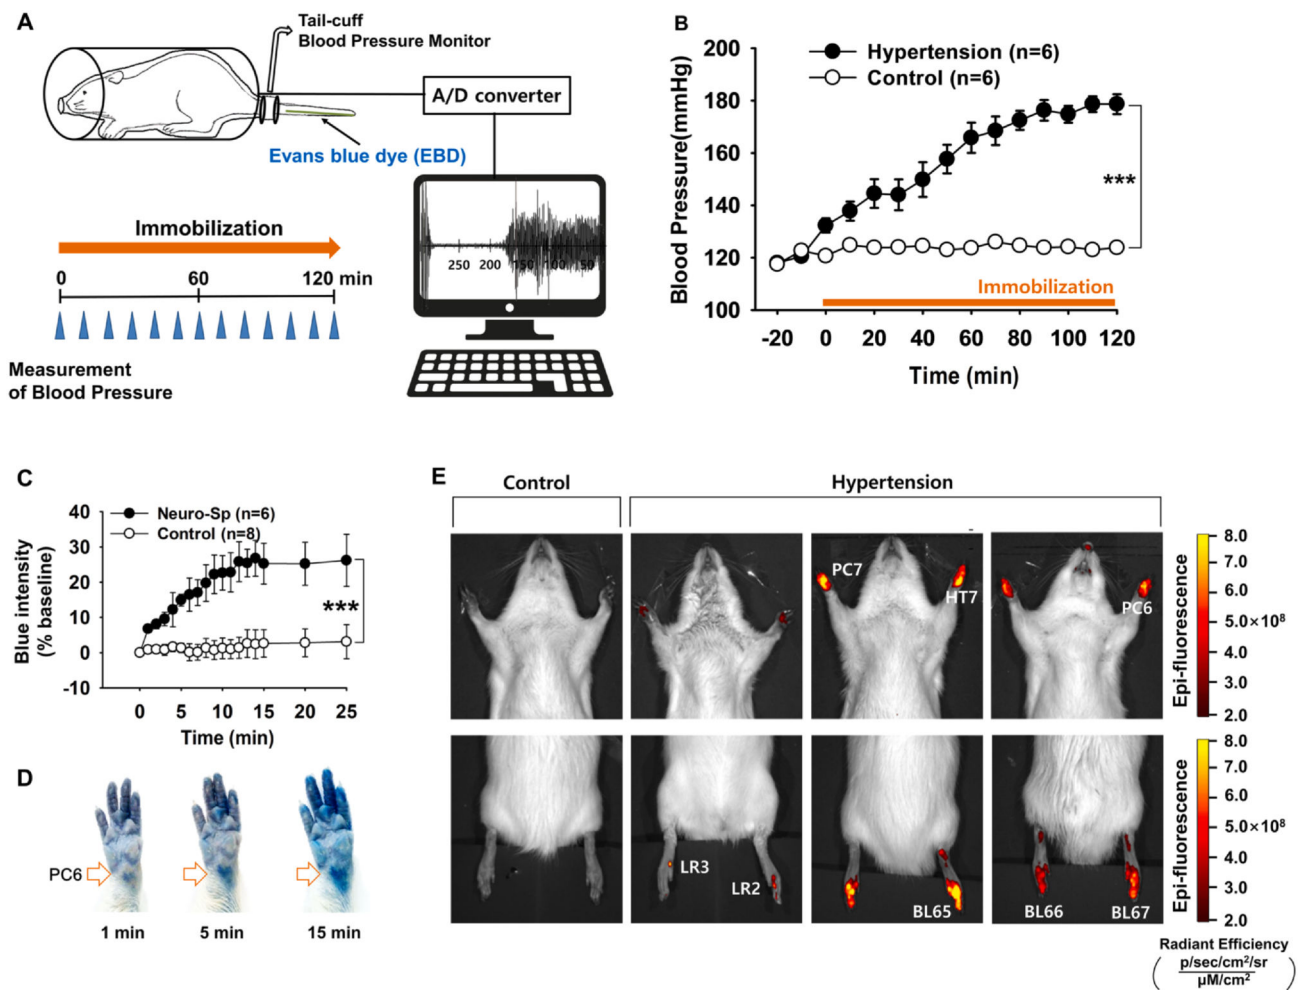 A
Tail-cuff
Blood Pressure Monitor
A/D converter
Evans blue dye (EBD)
250 200 150 100 50
Immobilization
0 60 120 min
Measurement
of Blood Pressure
B
Hypertension (n=6)
Control (n=6)
Blood Pressure(mmHg)
200
180
160
140
120
100
***
Immobilization
-20 0 20 40 60 80 100 120
Time (min)
C
Neuro-Sp (n=6)
Control (n=8)
Blue intensity
(% baseline)
40
30
20
10
0
-10
***
0 5 10 15 20 25
Time (min)
D
PC6
1 min 5 min 15 min
E
Control Hypertension
PC7
HT7
PC6
LR3
LR2
BL65
BL66
BL67
Epi-fluorescence
8.0
7.0
6.0
5.0×10⁸
4.0
3.0
2.0
Epi-fluorescence
8.0
7.0
6.0
5.0×10⁸
4.0
3.0
2.0
Radiant Efficiency
p/sec/cm²/sr
μM/cm²